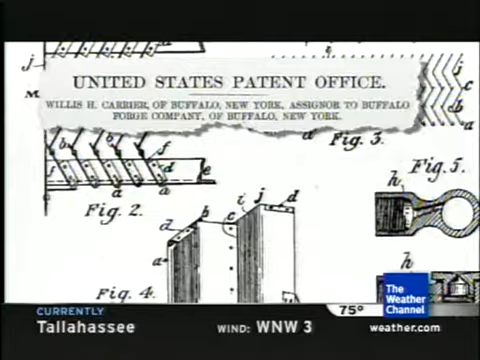 j
UNITED STATES PATENT OFFICE.
WILLIS H. CARRIER, OF BUFFALO, NEW YORK, ASSIGNOR TO BUFFALO
FORGE COMPANY, OF BUFFALO, NEW YORK.
j
c
b
a
Fig. 3.
b b f
f d e
a a
Fig. 2.
h Fig. 5.
d b c i j d
a
Fig. 4.
h
CURRENTLY
Tallahassee
WIND: WNW 3
75°
The
Weather
Channel
weather.com